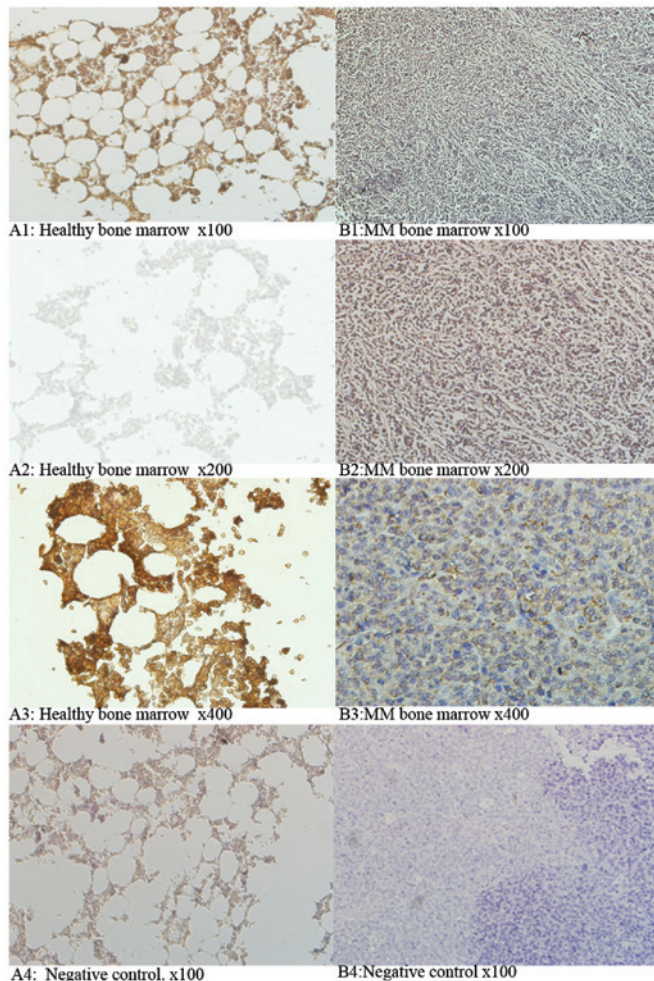 A1: Healthy bone marrow x100
B1:MM bone marrow x100
A2: Healthy bone marrow x200
B2:MM bone marrow x200
A3: Healthy bone marrow x400
B3:MM bone marrow x400
A4: Negative control. x100
B4:Negative control x100